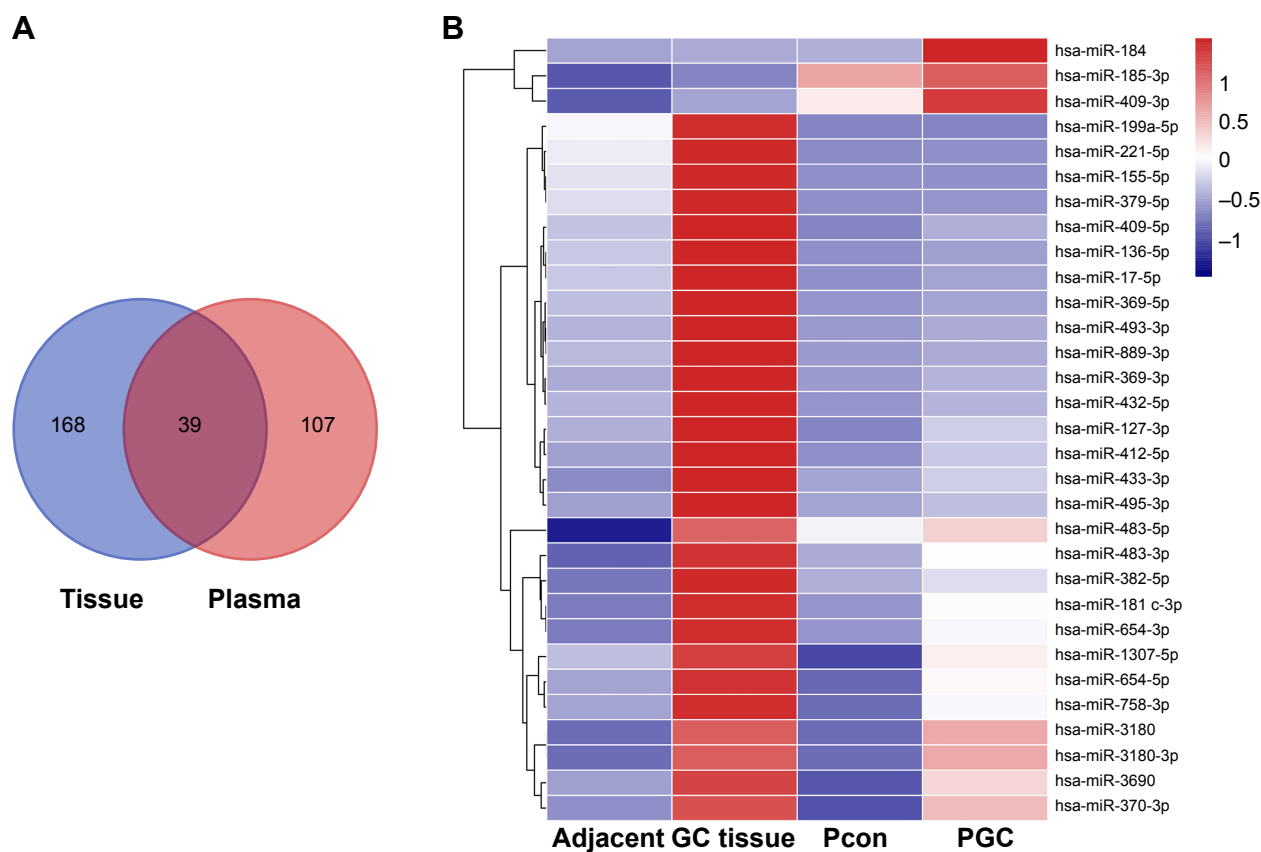 A
168
39
107
Tissue
Plasma
B
hsa-miR-184
hsa-miR-185-3p
hsa-miR-409-3p
hsa-miR-199a-5p
hsa-miR-221-5p
hsa-miR-155-5p
hsa-miR-379-5p
hsa-miR-409-5p
hsa-miR-136-5p
hsa-miR-17-5p
hsa-miR-369-5p
hsa-miR-493-3p
hsa-miR-889-3p
hsa-miR-369-3p
hsa-miR-432-5p
hsa-miR-127-3p
hsa-miR-412-5p
hsa-miR-433-3p
hsa-miR-495-3p
hsa-miR-483-5p
hsa-miR-483-3p
hsa-miR-382-5p
hsa-miR-181 c-3p
hsa-miR-654-3p
hsa-miR-1307-5p
hsa-miR-654-5p
hsa-miR-758-3p
hsa-miR-3180
hsa-miR-3180-3p
hsa-miR-3690
hsa-miR-370-3p
Adjacent GC tissue Pcon PGC
1
0.5
0
–0.5
–1